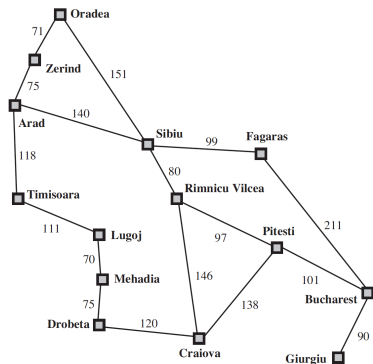 Oradea
71
Zerind
151
75
140
Arad
Sibiu
99
Fagaras
118
80
Timisoara
Rimnicu Vilcea
111
Lugoj
97
Pitesti
211
70
Mehadia
146
101
75
138
Bucharest
Drobeta
120
90
Craiova
Giurgiu